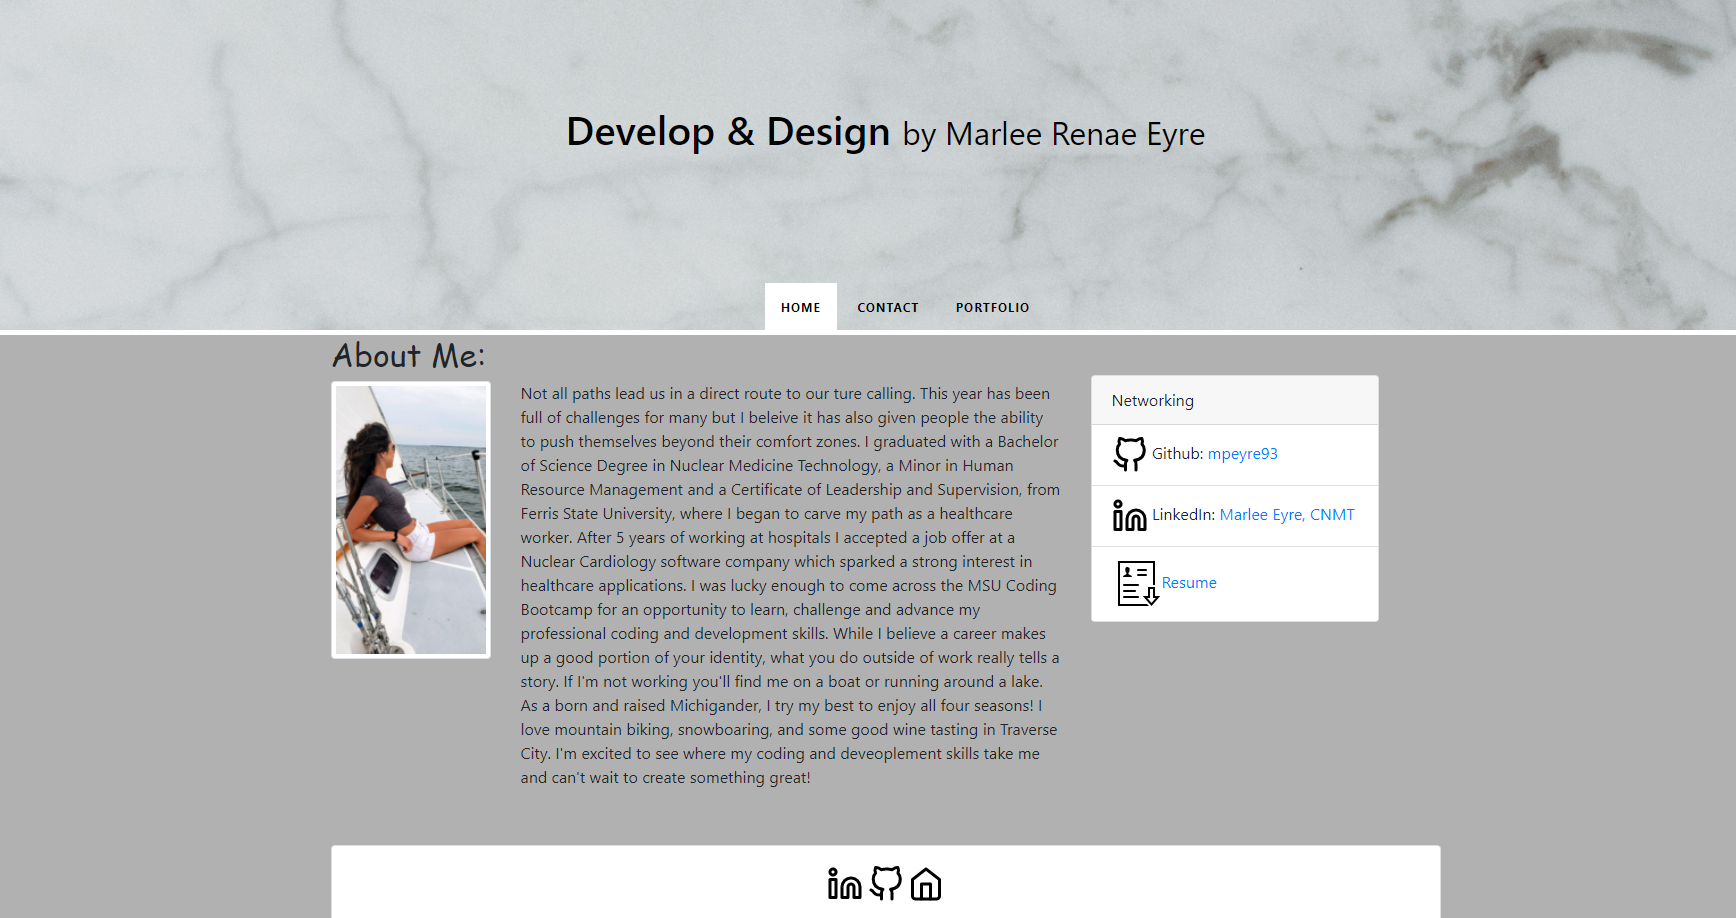 Develop & Design by Marlee Renae Eyre
HOME CONTACT PORTFOLIO
About Me:
Not all paths lead us in a direct route to our ture calling. This year has been
full of challenges for many but I beleive it has also given people the ability
to push themselves beyond their comfort zones. I graduated with a Bachelor
of Science Degree in Nuclear Medicine Technology, a Minor in Human
Resource Management and a Certificate of Leadership and Supervision, from
Ferris State University, where I began to carve my path as a healthcare
worker. After 5 years of working at hospitals I accepted a job offer at a
Nuclear Cardiology software company which sparked a strong interest in
healthcare applications. I was lucky enough to come across the MSU Coding
Bootcamp for an opportunity to learn, challenge and advance my
professional coding and development skills. While I believe a career makes
up a good portion of your identity, what you do outside of work really tells a
story. If I'm not working you'll find me on a boat or running around a lake.
As a born and raised Michigander, I try my best to enjoy all four seasons! I
love mountain biking, snowboaring, and some good wine tasting in Traverse
City. I'm excited to see where my coding and deveoplement skills take me
and can't wait to create something great!
Networking
Github: mpeyre93
LinkedIn: Marlee Eyre, CNMT
Resume